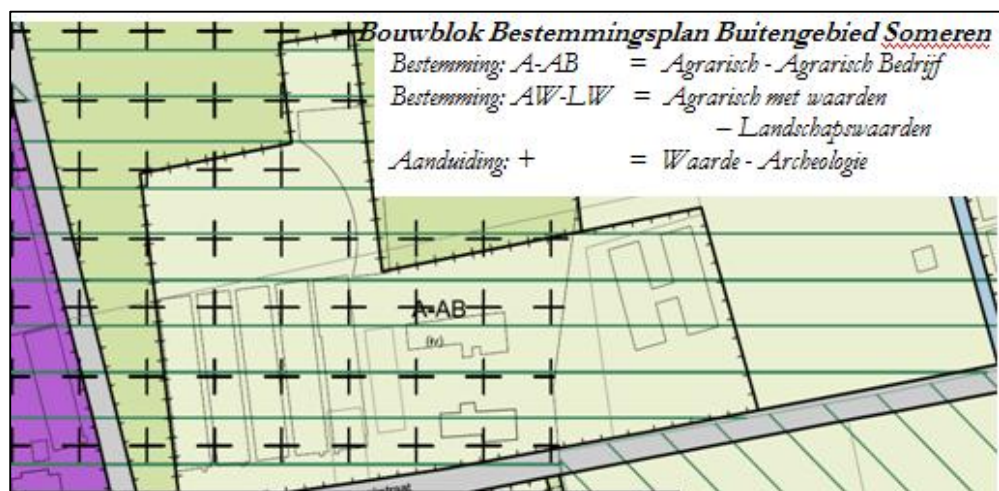 Bouwblok Bestemmingsplan Buitengebied Someren
Bestemming: A-AB = Agrarisch - Agrarisch Bedrijf
Bestemming: AW-LW = Agrarisch met waarden
– Landschapswaarden
Aanduiding: + = Waarde - Archeologie
A-AB
(iv)